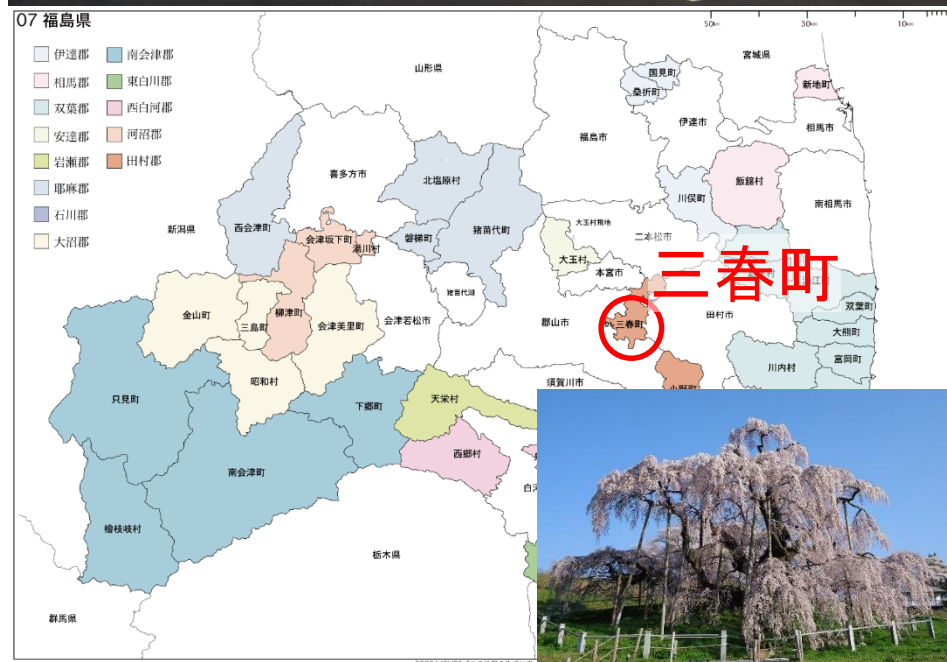 07 福島県
50km
30km
10km
伊達郡
南会津郡
相馬郡
東白川郡
双葉郡
西白河郡
安達郡
河沼郡
岩瀬郡
田村郡
耶麻郡
石川郡
大沼郡
山形県
宮城県
新潟県
栃木県
群馬県
国見町
桑折町
新地町
伊達市
相馬市
福島市
喜多方市
北塩原村
川俣町
飯舘村
南相馬市
西会津町
会津坂下町
湯川村
磐梯町
猪苗代町
大玉村飛地
二本松市
大玉村
本宮市
三春町
猪苗代湖
双葉町
金山町
三島町
柳津町
会津美里町
会津若松市
郡山市
三春町
田村市
大熊町
富岡町
川内村
昭和村
須賀川市
小野町
只見町
下郷町
天栄村
西郷村
南会津町
檜枝岐村